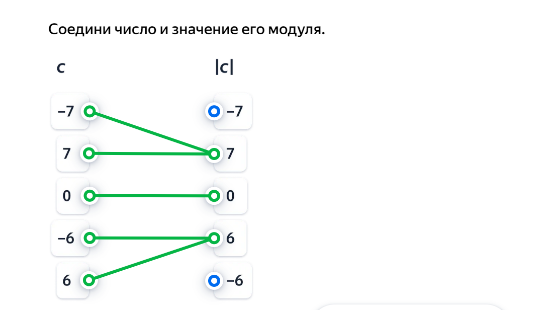 Соедини число и значение его модуля.
c |c|
−7 −7
7 7
0 0
−6 6
6 −6